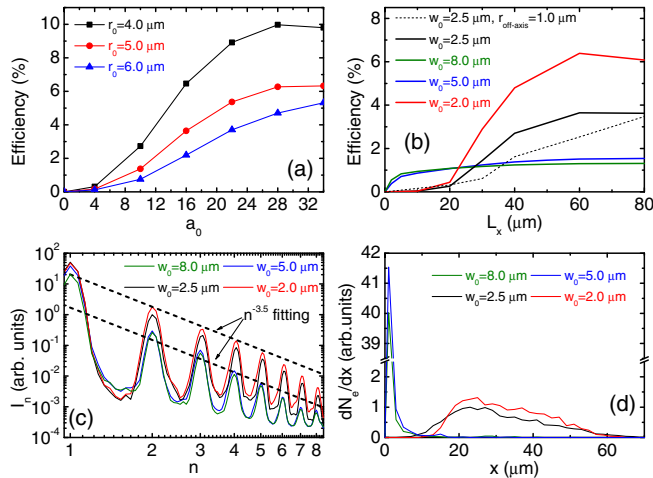 r₀=4.0 μm
r₀=5.0 μm
r₀=6.0 μm
Efficiency (%)
10
9
8
7
6
5
4
3
2
1
0
0 4 8 12 16 20 24 28 32
a₀
(a)
w₀=2.5 μm, r_off-axis=1.0 μm
w₀=2.5 μm
w₀=8.0 μm
w₀=5.0 μm
w₀=2.0 μm
Efficiency (%)
8
6
4
2
0
0 20 40 60 80
Lₓ (μm)
(b)
w₀=8.0 μm w₀=5.0 μm
w₀=2.5 μm w₀=2.0 μm
n⁻³·⁵ fitting
Iₙ (arb. units)
10²
10¹
10⁰
10⁻¹
10⁻²
10⁻³
10⁻⁴
1 2 3 4 5 6 7 8
n
(c)
w₀=8.0 μm w₀=5.0 μm
w₀=2.5 μm w₀=2.0 μm
dNₑ/dx (arb.units)
42
41
40
39
2
1
0
0 20 40 60
x (μm)
(d)